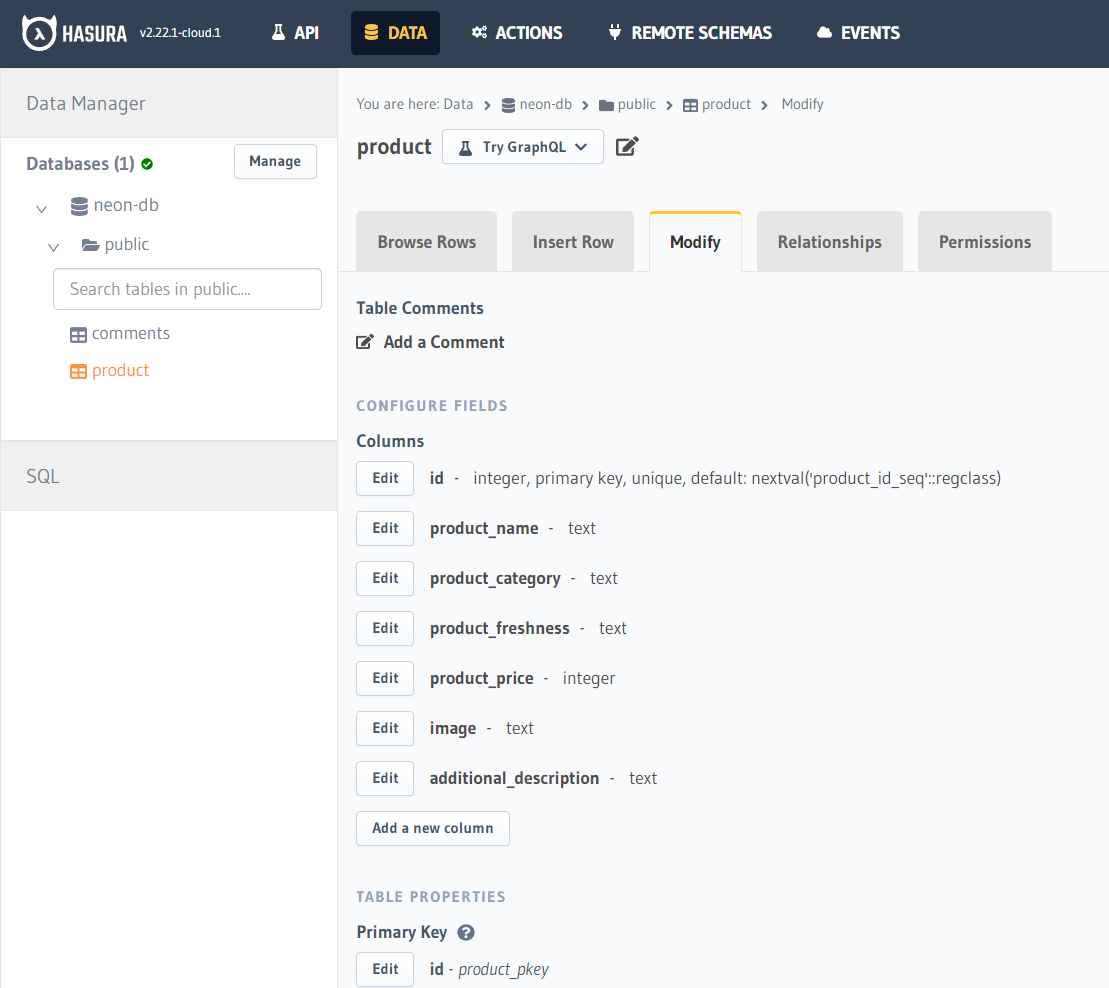 HASURA v2.22.1-cloud.1 API DATA ACTIONS REMOTE SCHEMAS EVENTS
Data Manager
Databases (1) Manage
neon-db
public
Search tables in public....
comments
product
SQL
You are here: Data > neon-db > public > product > Modify
product Try GraphQL
Browse Rows Insert Row Modify Relationships Permissions
Table Comments
Add a Comment
CONFIGURE FIELDS
Columns
Edit id - integer, primary key, unique, default: nextval('product_id_seq'::regclass)
Edit product_name - text
Edit product_category - text
Edit product_freshness - text
Edit product_price - integer
Edit image - text
Edit additional_description - text
Add a new column
TABLE PROPERTIES
Primary Key ?
Edit id - product_pkey